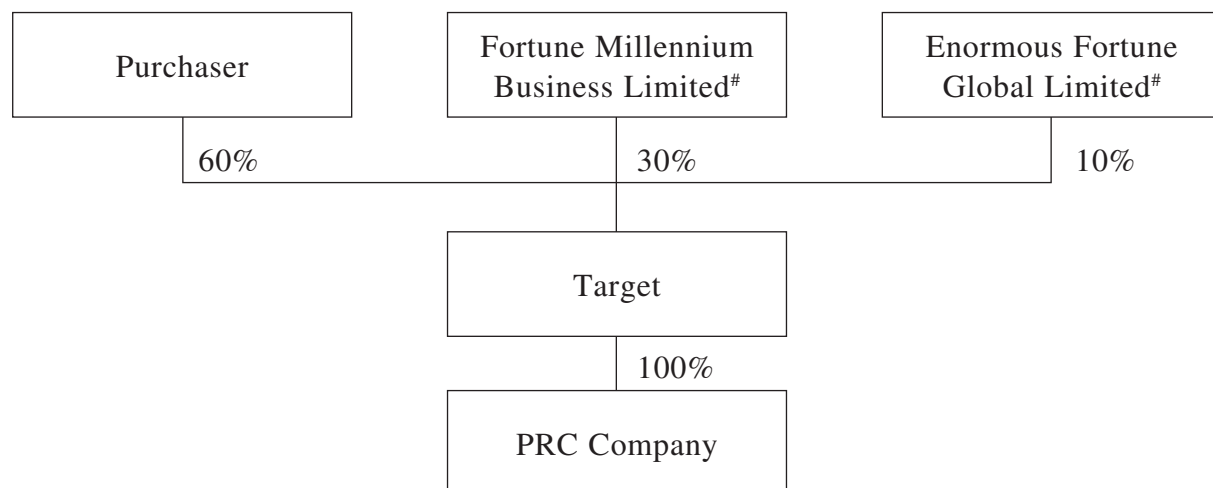 Purchaser
Fortune Millennium
Business Limited#
Enormous Fortune
Global Limited#
60%
30%
10%
Target
100%
PRC Company